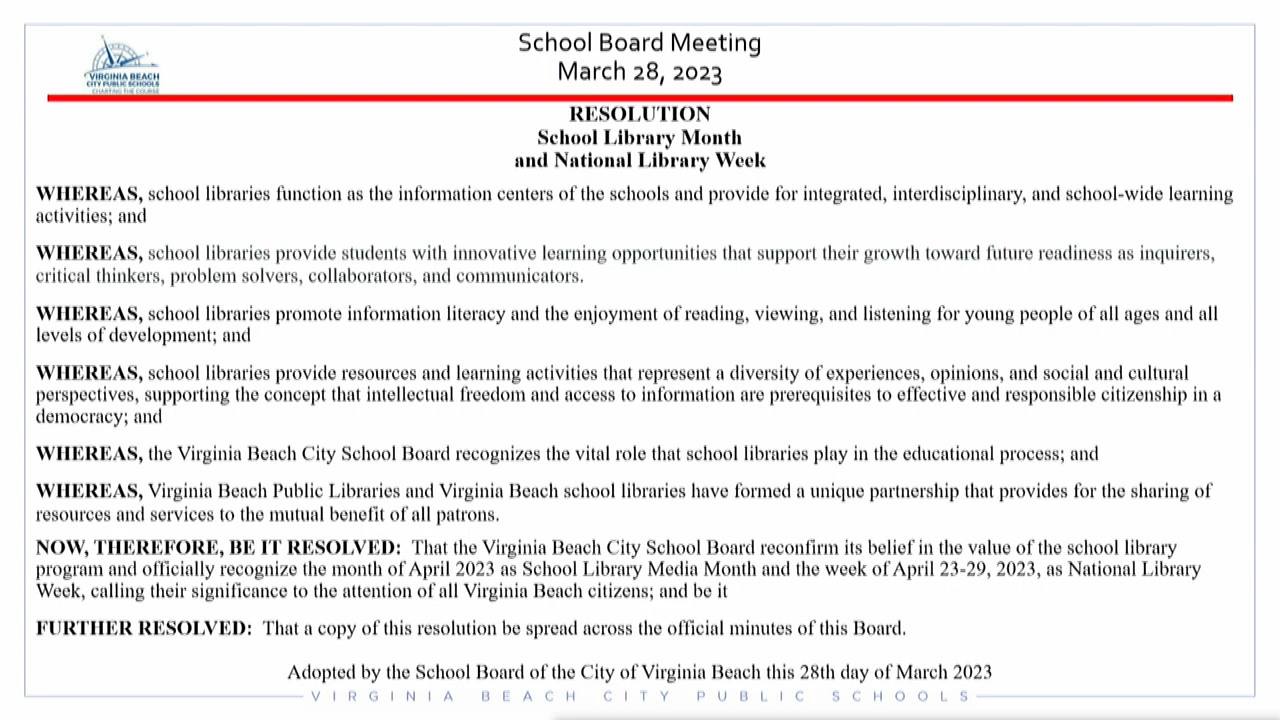 School Board Meeting
March 28, 2023
VIRGINIA BEACH
CITY PUBLIC SCHOOLS
CHARTING THE COURSE
RESOLUTION
School Library Month
and National Library Week
WHEREAS, school libraries function as the information centers of the schools and provide for integrated, interdisciplinary, and school-wide learning
activities; and
WHEREAS, school libraries provide students with innovative learning opportunities that support their growth toward future readiness as inquirers,
critical thinkers, problem solvers, collaborators, and communicators.
WHEREAS, school libraries promote information literacy and the enjoyment of reading, viewing, and listening for young people of all ages and all
levels of development; and
WHEREAS, school libraries provide resources and learning activities that represent a diversity of experiences, opinions, and social and cultural
perspectives, supporting the concept that intellectual freedom and access to information are prerequisites to effective and responsible citizenship in a
democracy; and
WHEREAS, the Virginia Beach City School Board recognizes the vital role that school libraries play in the educational process; and
WHEREAS, Virginia Beach Public Libraries and Virginia Beach school libraries have formed a unique partnership that provides for the sharing of
resources and services to the mutual benefit of all patrons.
NOW, THEREFORE, BE IT RESOLVED: That the Virginia Beach City School Board reconfirm its belief in the value of the school library
program and officially recognize the month of April 2023 as School Library Media Month and the week of April 23-29, 2023, as National Library
Week, calling their significance to the attention of all Virginia Beach citizens; and be it
FURTHER RESOLVED: That a copy of this resolution be spread across the official minutes of this Board.
Adopted by the School Board of the City of Virginia Beach this 28th day of March 2023
VIRGINIA BEACH CITY PUBLIC SCHOOLS